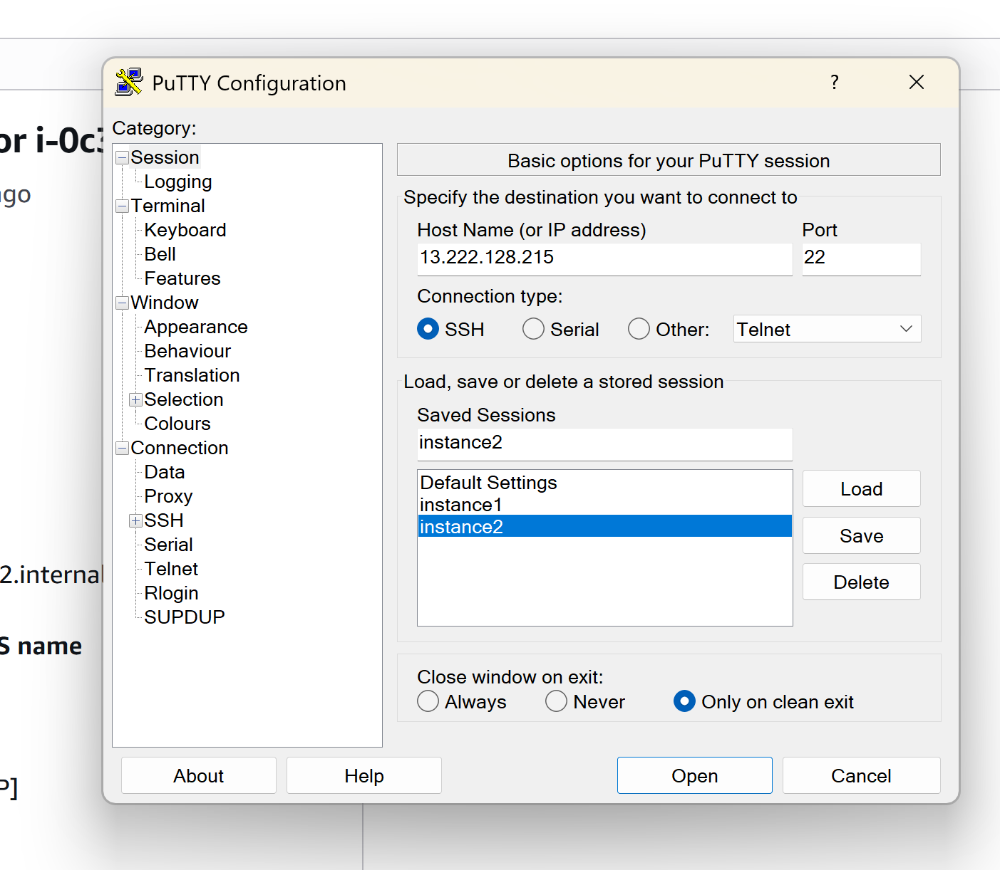 PuTTY Configuration
?
or i-0c3
ago
2.internal
S name
P]
Category:
Session
Logging
Terminal
Keyboard
Bell
Features
Window
Appearance
Behaviour
Translation
Selection
Colours
Connection
Data
Proxy
SSH
Serial
Telnet
Rlogin
SUPDUP
Basic options for your PuTTY session
Specify the destination you want to connect to
Host Name (or IP address) Port
13.222.128.215 22
Connection type:
SSH Serial Other: Telnet
Load, save or delete a stored session
Saved Sessions
instance2
Default Settings
instance1
instance2
Load
Save
Delete
Close window on exit:
Always Never Only on clean exit
About Help Open Cancel